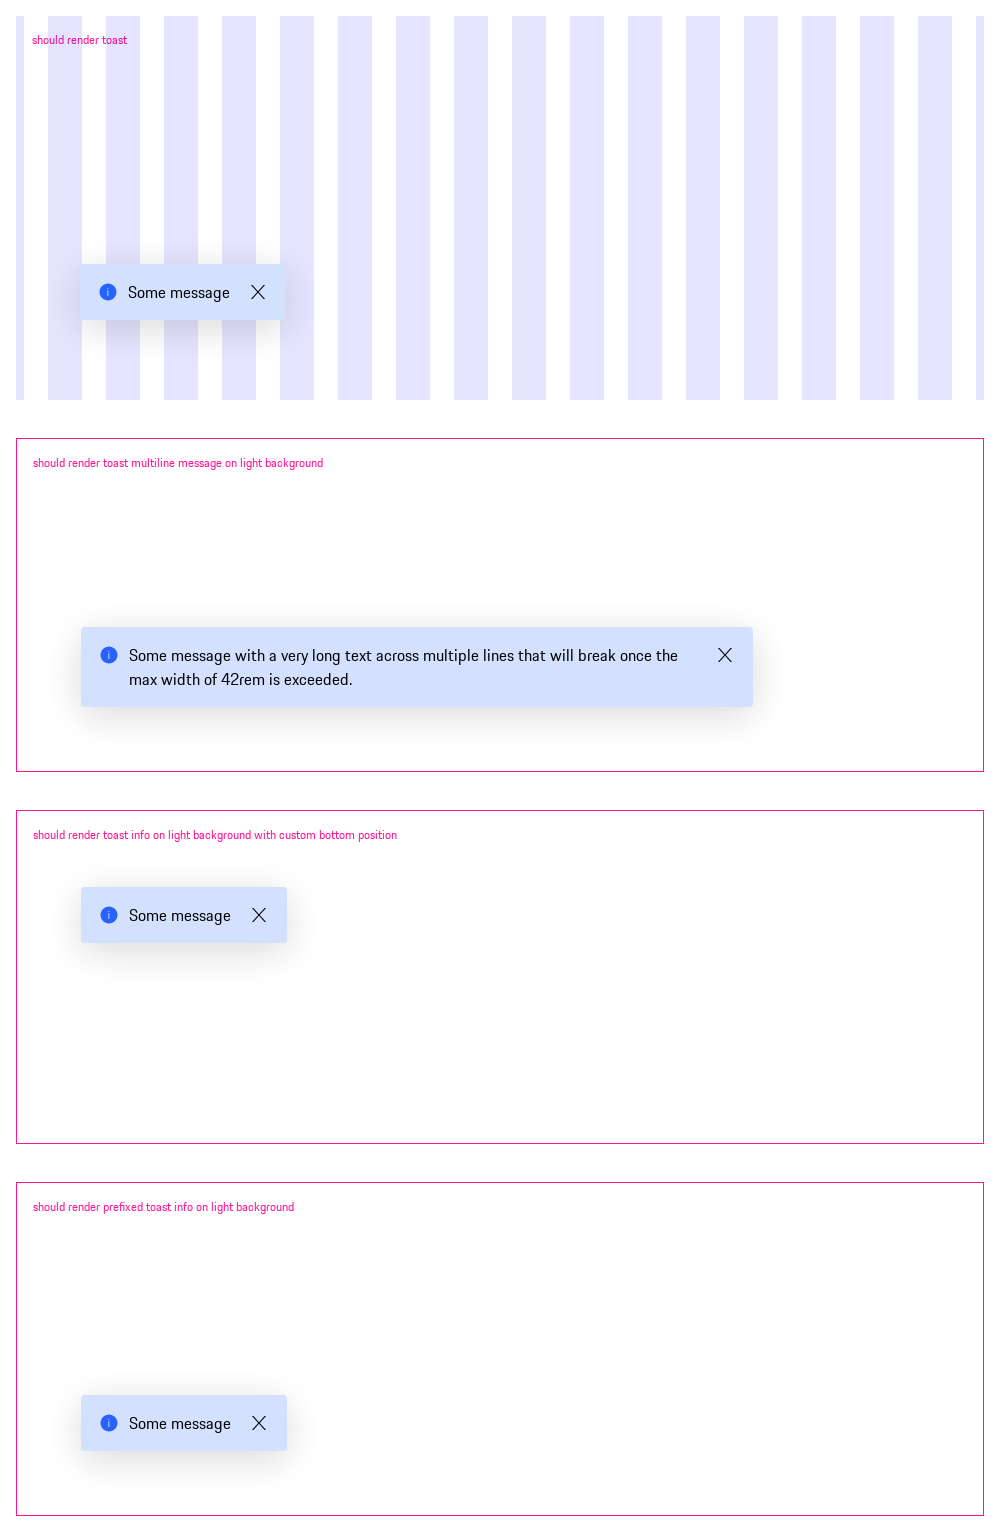 should render toast
Some message
should render toast multiline message on light background
Some message with a very long text across multiple lines that will break once the
max width of 42rem is exceeded.
should render toast info on light background with custom bottom position
Some message
should render prefixed toast info on light background
Some message